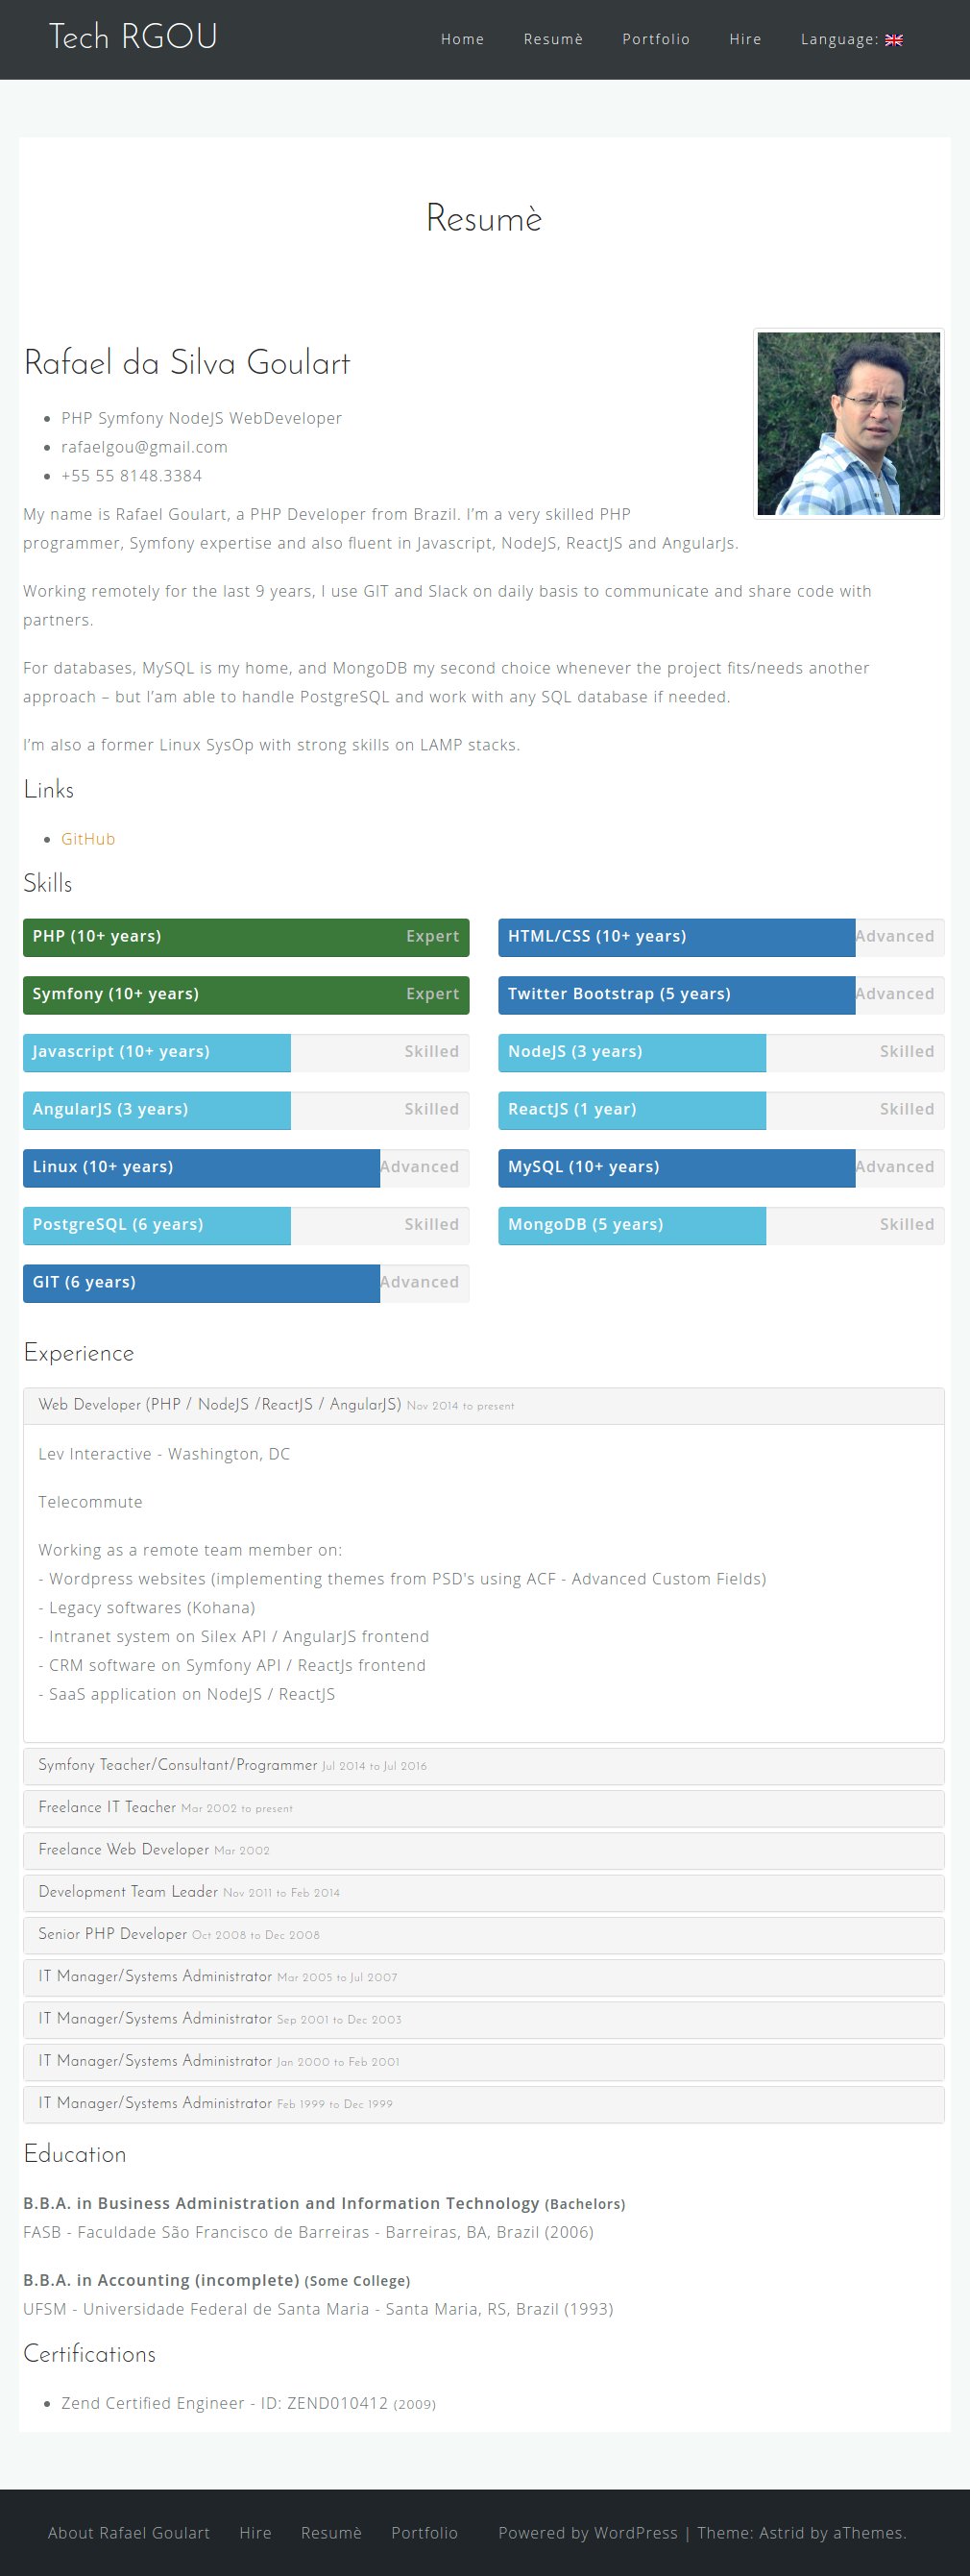 Tech RGOU
Home Resumè Portfolio Hire Language:
Resumè
Rafael da Silva Goulart
PHP Symfony NodeJS WebDeveloper
rafaelgou@gmail.com
+55 55 8148.3384
My name is Rafael Goulart, a PHP Developer from Brazil. I'm a very skilled PHP
programmer, Symfony expertise and also fluent in Javascript, NodeJS, ReactJS and AngularJs.
Working remotely for the last 9 years, I use GIT and Slack on daily basis to communicate and share code with
partners.
For databases, MySQL is my home, and MongoDB my second choice whenever the project fits/needs another
approach – but I'am able to handle PostgreSQL and work with any SQL database if needed.
I'm also a former Linux SysOp with strong skills on LAMP stacks.
Links
GitHub
Skills
PHP (10+ years) Expert
HTML/CSS (10+ years) Advanced
Symfony (10+ years) Expert
Twitter Bootstrap (5 years) Advanced
Javascript (10+ years) Skilled
NodeJS (3 years) Skilled
AngularJS (3 years) Skilled
ReactJS (1 year) Skilled
Linux (10+ years) Advanced
MySQL (10+ years) Advanced
PostgreSQL (6 years) Skilled
MongoDB (5 years) Skilled
GIT (6 years) Advanced
Experience
Web Developer (PHP / NodeJS /ReactJS / AngularJS) Nov 2014 to present
Lev Interactive - Washington, DC
Telecommute
Working as a remote team member on:
- Wordpress websites (implementing themes from PSD's using ACF - Advanced Custom Fields)
- Legacy softwares (Kohana)
- Intranet system on Silex API / AngularJS frontend
- CRM software on Symfony API / ReactJs frontend
- SaaS application on NodeJS / ReactJS
Symfony Teacher/Consultant/Programmer Jul 2014 to Jul 2016
Freelance IT Teacher Mar 2002 to present
Freelance Web Developer Mar 2002
Development Team Leader Nov 2011 to Feb 2014
Senior PHP Developer Oct 2008 to Dec 2008
IT Manager/Systems Administrator Mar 2005 to Jul 2007
IT Manager/Systems Administrator Sep 2001 to Dec 2003
IT Manager/Systems Administrator Jan 2000 to Feb 2001
IT Manager/Systems Administrator Feb 1999 to Dec 1999
Education
B.B.A. in Business Administration and Information Technology (Bachelors)
FASB - Faculdade São Francisco de Barreiras - Barreiras, BA, Brazil (2006)
B.B.A. in Accounting (incomplete) (Some College)
UFSM - Universidade Federal de Santa Maria - Santa Maria, RS, Brazil (1993)
Certifications
Zend Certified Engineer - ID: ZEND010412 (2009)
About Rafael Goulart Hire Resumè Portfolio Powered by WordPress | Theme: Astrid by aThemes.